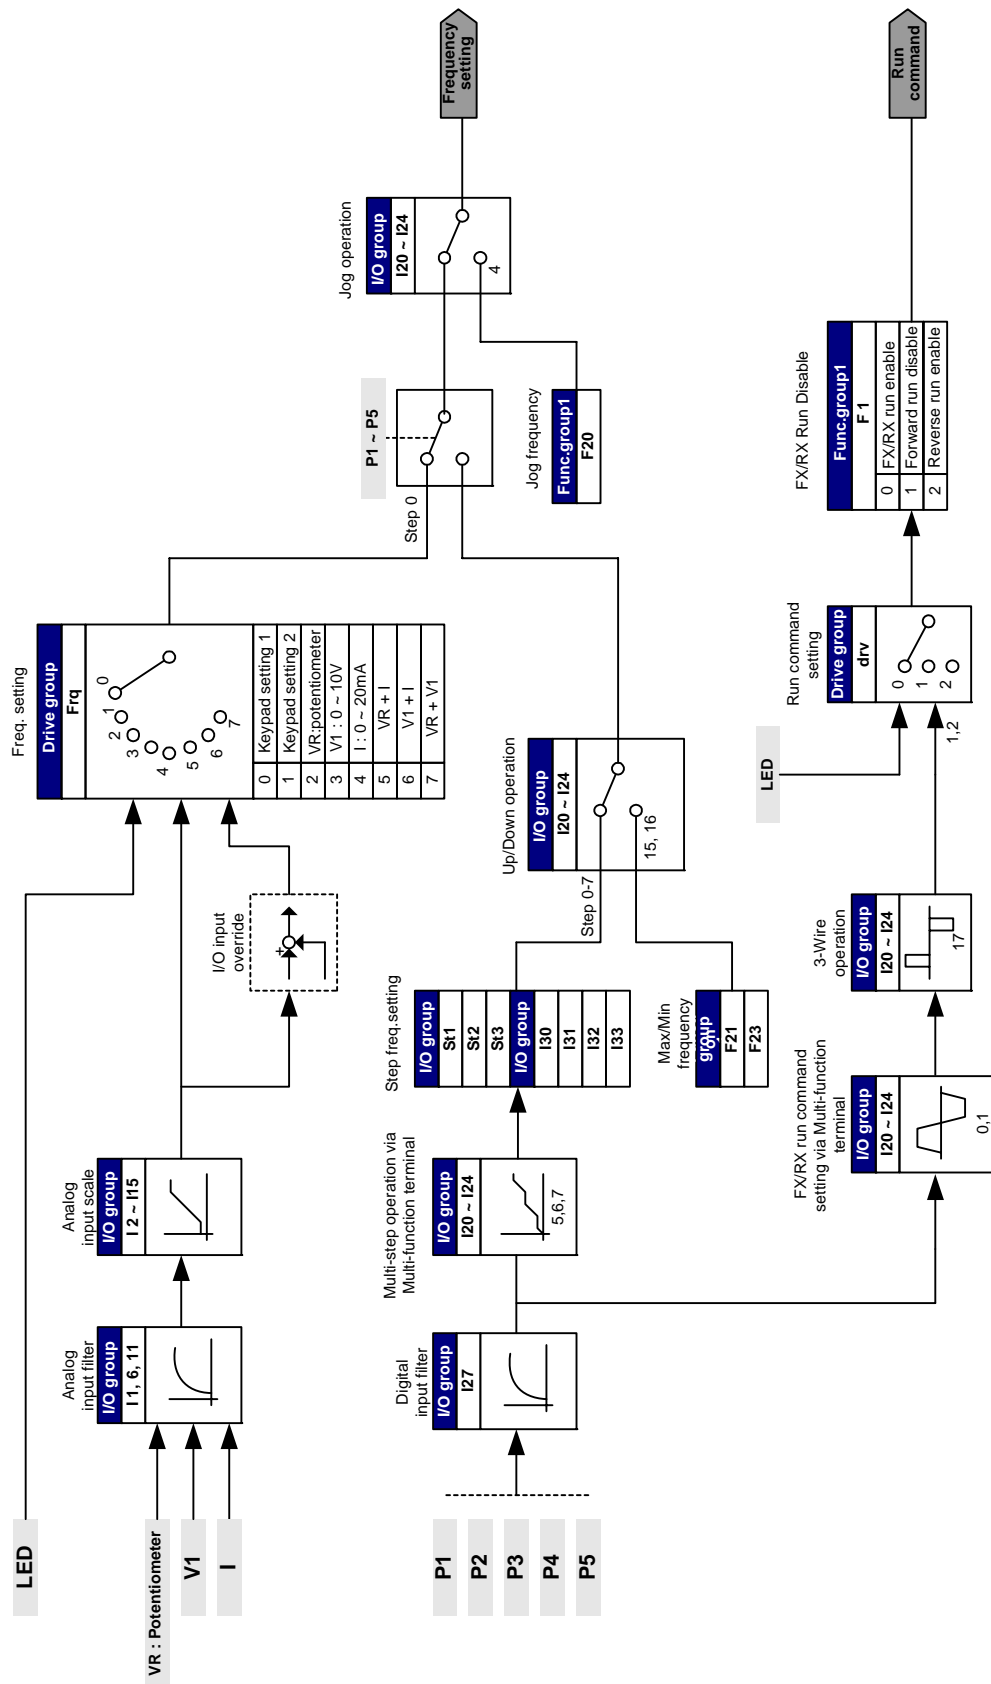 LED
VR : Potentiometer
V1
I
Analog
input filter
I/O group
I 1, 6, 11
Analog
input scale
I/O group
I 2 ~ I15
I/O input
override
+
Freq. setting
Drive group
Frq
0
1
2
3
4
5
6
7
0 Keypad setting 1
1 Keypad setting 2
2 VR:potentiometer
3 V1 : 0 ~ 10V
4 I : 0 ~ 20mA
5 VR + I
6 V1 + I
7 VR + V1
Step 0
P1 ~ P5
Jog operation
I/O group
I20 ~ I24
4
Frequency
setting
Jog frequency
Func.group1
F20
P1
P2
P3
P4
P5
Digital
input filter
I/O group
I27
Multi-step operation via
Multi-function terminal
I/O group
I20 ~ I24
5,6,7
Step freq.setting
I/O group
St1
St2
St3
I/O group
I30
I31
I32
I33
Max/Min
frequency
group
F21
F23
Step 0-7
Up/Down operation
I/O group
I20 ~ I24
15, 16
FX/RX run command
setting via Multi-function
terminal
I/O group
I20 ~ I24
0,1
3-Wire
operation
I/O group
I20 ~ I24
17
LED
1,2
Run command
setting
Drive group
drv
0
1
2
FX/RX Run Disable
Func.group1
F 1
0 FX/RX run enable
1 Forward run disable
2 Reverse run enable
Run
command